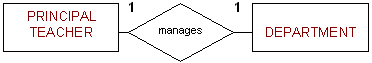 1 1
PRINCIPAL
TEACHER
manages
DEPARTMENT